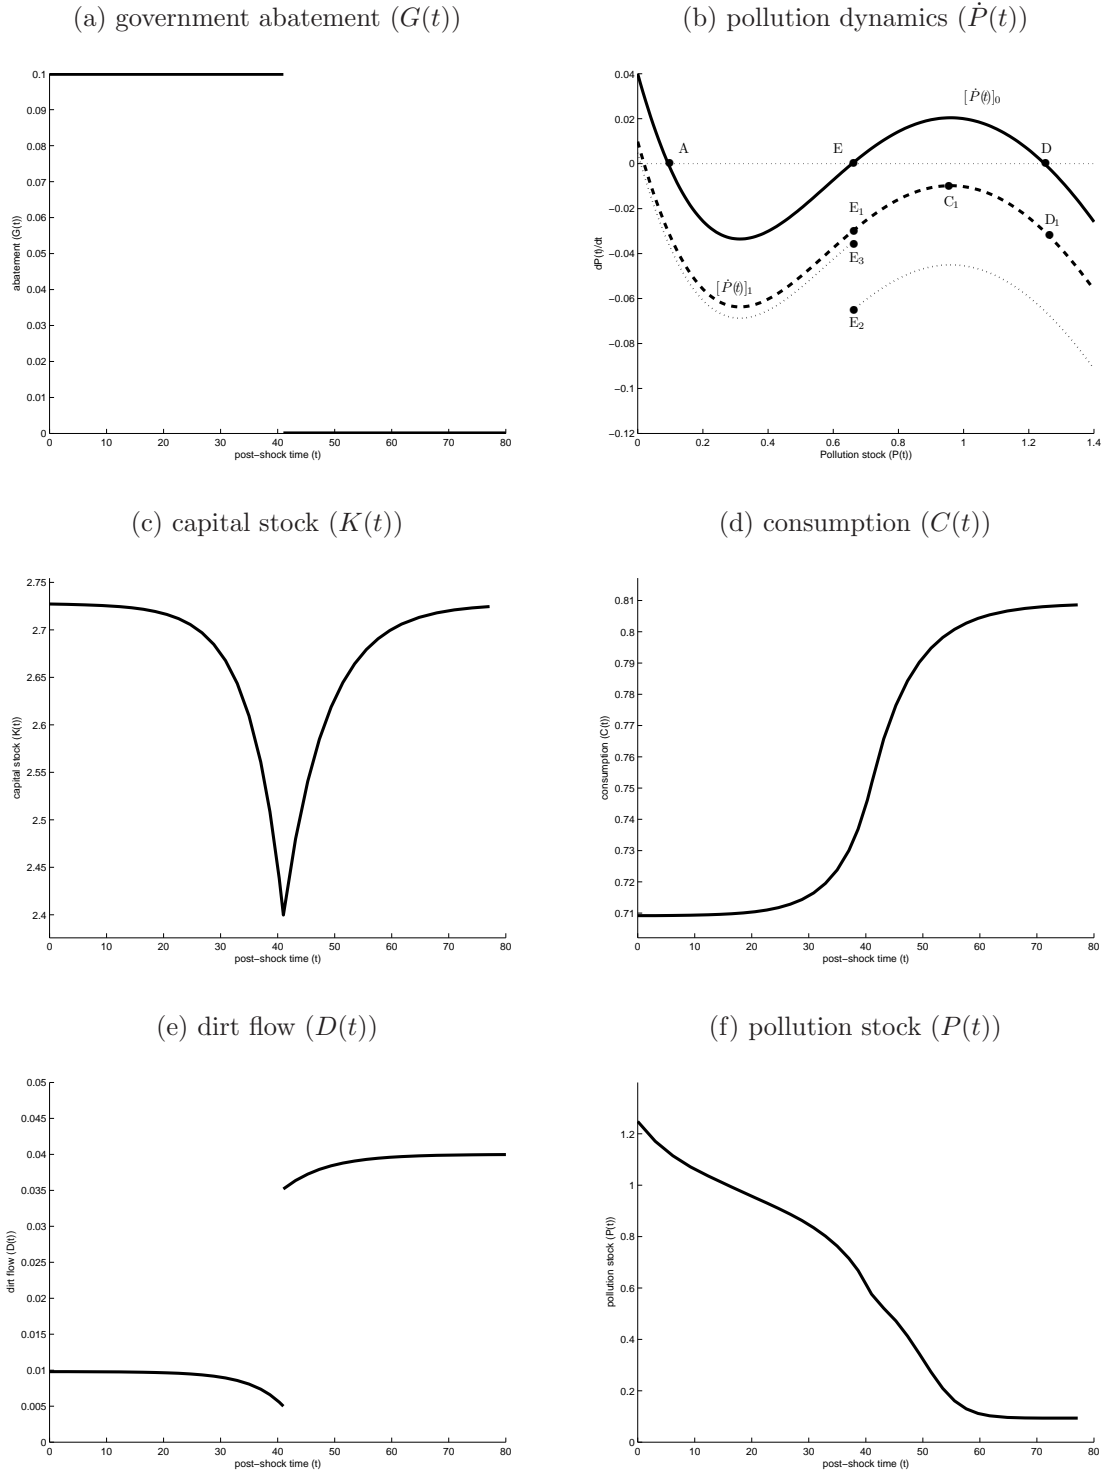 (a) government abatement (G(t))
0.1
0.09
0.08
0.07
0.06
0.05
0.04
0.03
0.02
0.01
0
abatement (G(t))
0 10 20 30 40 50 60 70 80
post−shock time (t)
(b) pollution dynamics (Ṗ(t))
0.04
0.02
0
−0.02
−0.04
−0.06
−0.08
−0.1
−0.12
dP(t)/dt
[Ṗ(t)]₀
A
E
D
E₁
C₁
D₁
E₃
[Ṗ(t)]₁
E₂
0 0.2 0.4 0.6 0.8 1 1.2 1.4
Pollution stock (P(t))
(c) capital stock (K(t))
2.75
2.7
2.65
2.6
2.55
2.5
2.45
2.4
capital stock (K(t))
0 10 20 30 40 50 60 70 80
post−shock time (t)
(d) consumption (C(t))
0.81
0.8
0.79
0.78
0.77
0.76
0.75
0.74
0.73
0.72
0.71
consumption (C(t))
0 10 20 30 40 50 60 70 80
post−shock time (t)
(e) dirt flow (D(t))
0.05
0.045
0.04
0.035
0.03
0.025
0.02
0.015
0.01
0.005
0
dirt flow (D(t))
0 10 20 30 40 50 60 70 80
post−shock time (t)
(f) pollution stock (P(t))
1.2
1
0.8
0.6
0.4
0.2
0
pollution stock (P(t))
0 10 20 30 40 50 60 70 80
post−shock time (t)